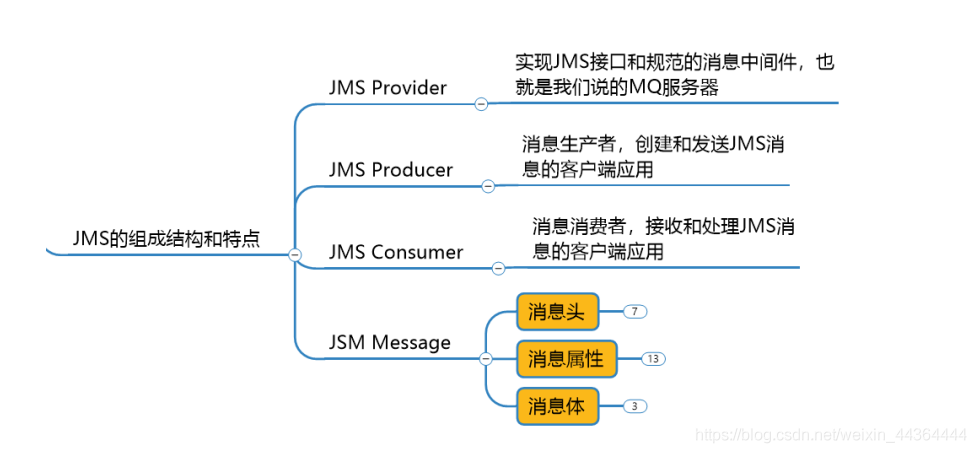 JMS的组成结构和特点
JMS Provider
实现JMS接口和规范的消息中间件，也
就是我们说的MQ服务器
JMS Producer
消息生产者，创建和发送JMS消
息的客户端应用
JMS Consumer
消息消费者，接收和处理JMS消
息的客户端应用
JSM Message
消息头
7
消息属性
13
消息体
3
https://blog.csdn.net/weixin_44364444